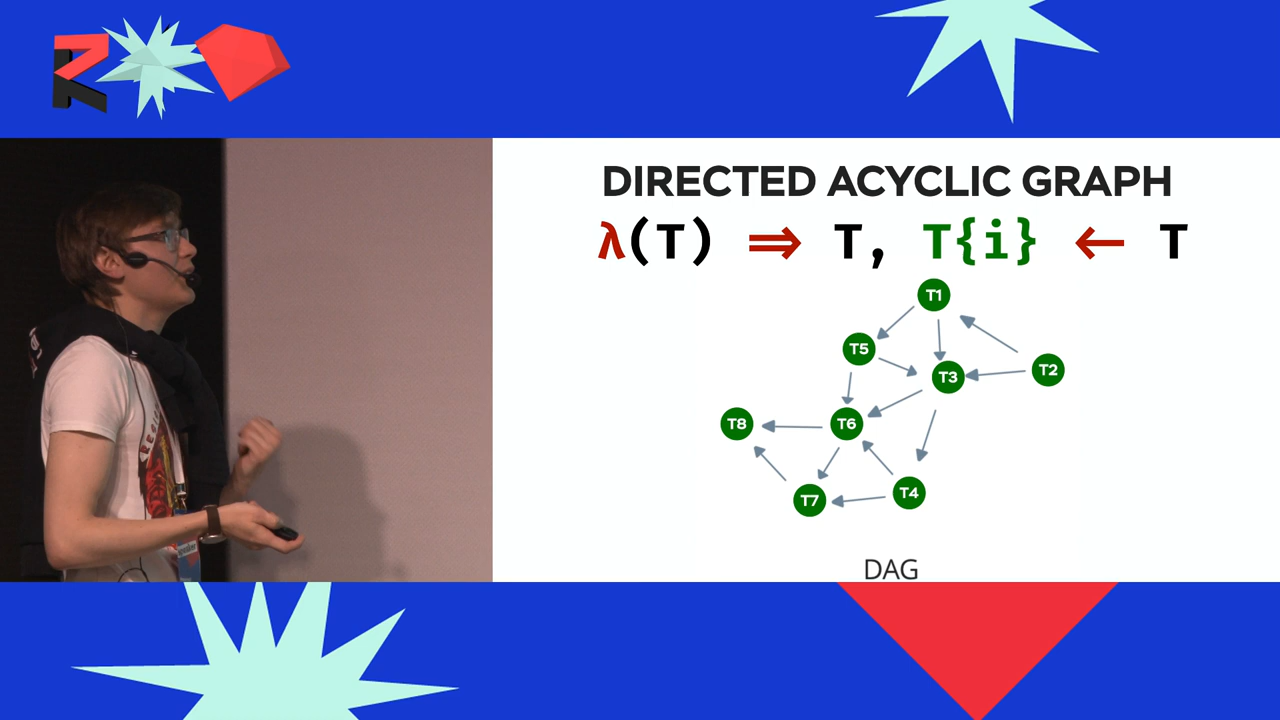 DIRECTED ACYCLIC GRAPH
λ(T) ⇒ T, T{i} ← T
T1
T5
T3
T2
T8
T6
T7
T4
DAG